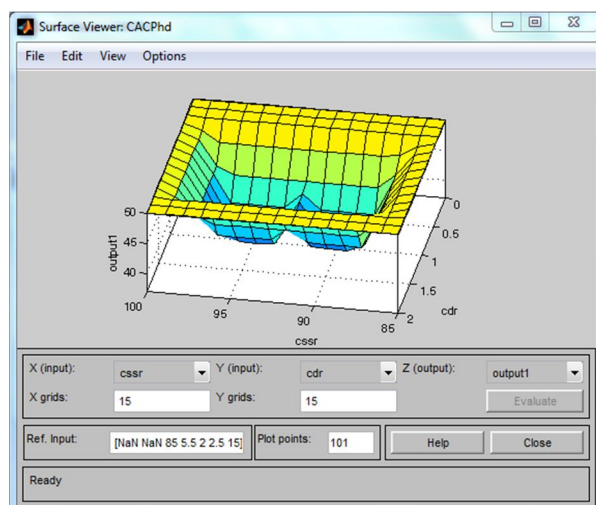 Surface Viewer: CACPhd
File Edit View Options
50
45
40
output1
100
95
90
85
cssr
0
0.5
1
1.5
2
cdr
X (input): cssr Y (input): cdr Z (output): output1
X grids: 15 Y grids: 15 Evaluate
Ref. Input: [NaN NaN 85 5.5 2 2.5 15] Plot points: 101 Help Close
Ready